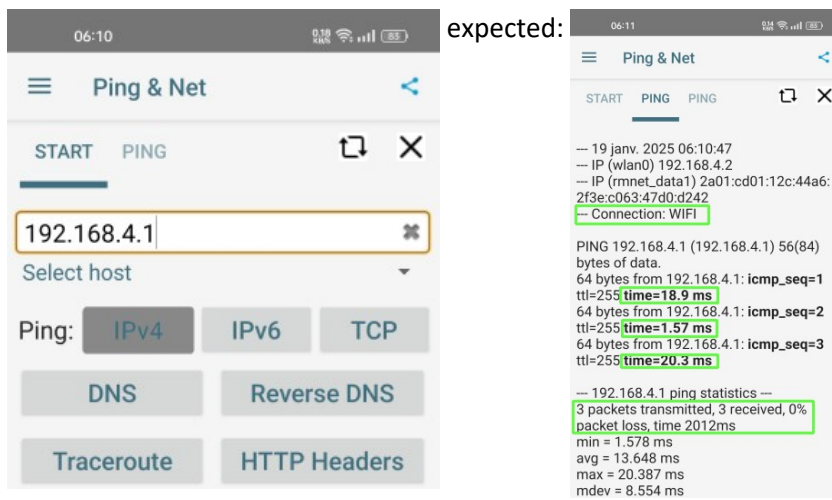 06:10
0,18 KB/S 85
Ping & Net
START PING
192.168.4.1
Select host
Ping: IPv4 IPv6 TCP
DNS Reverse DNS
Traceroute HTTP Headers
expected:
06:11
85
Ping & Net
START PING PING
--- 19 janv. 2025 06:10:47
--- IP (wlan0) 192.168.4.2
--- IP (rmnet_data1) 2a01:cd01:12c:44a6:
2f3e:c063:47d0:d242
--- Connection: WIFI
PING 192.168.4.1 (192.168.4.1) 56(84)
bytes of data.
64 bytes from 192.168.4.1: icmp_seq=1
ttl=255 time=18.9 ms
64 bytes from 192.168.4.1: icmp_seq=2
ttl=255 time=1.57 ms
64 bytes from 192.168.4.1: icmp_seq=3
ttl=255 time=20.3 ms
--- 192.168.4.1 ping statistics ---
3 packets transmitted, 3 received, 0%
packet loss, time 2012ms
min = 1.578 ms
avg = 13.648 ms
max = 20.387 ms
mdev = 8.554 ms